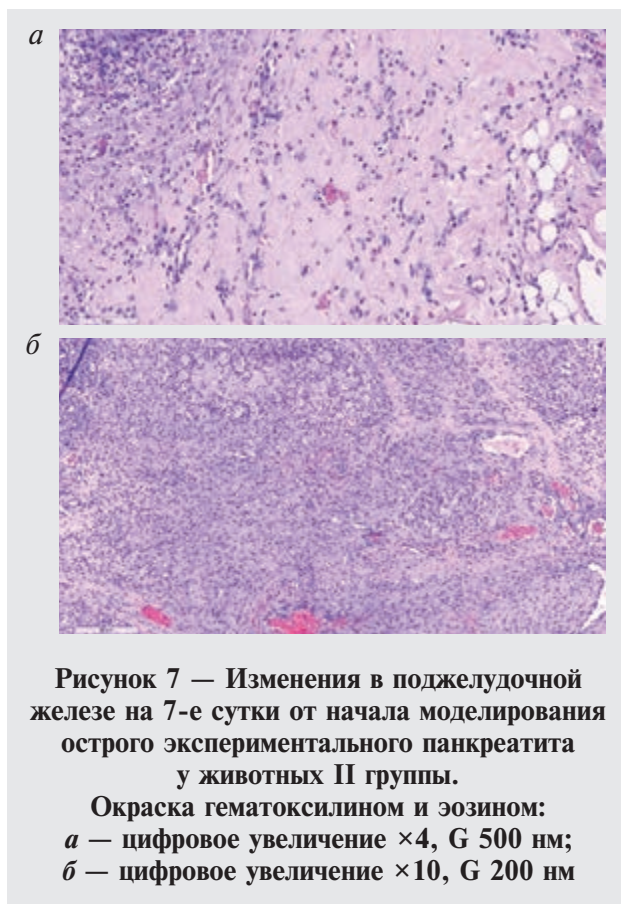 а
б
Рисунок 7 — Изменения в поджелудочной
железе на 7-е сутки от начала моделирования
острого экспериментального панкреатита
у животных II группы.
Окраска гематоксилином и эозином:
а — цифровое увеличение ×4, G 500 нм;
б — цифровое увеличение ×10, G 200 нм